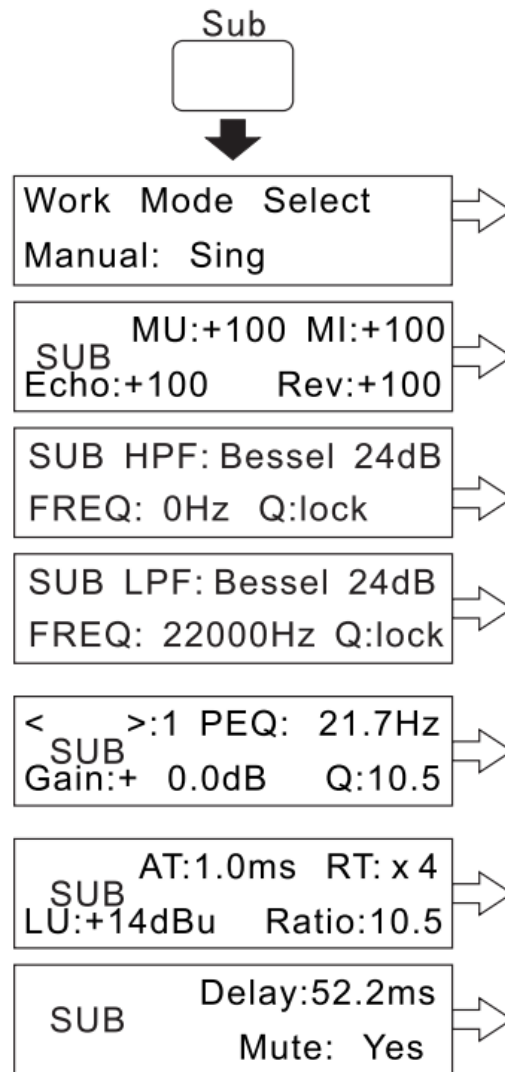 Sub
Work Mode Select
Manual: Sing
MU:+100 MI:+100
SUB
Echo:+100 Rev:+100
SUB HPF: Bessel 24dB
FREQ: 0Hz Q:lock
SUB LPF: Bessel 24dB
FREQ: 22000Hz Q:lock
< >:1 PEQ: 21.7Hz
SUB
Gain:+ 0.0dB Q:10.5
AT:1.0ms RT: x 4
SUB
LU:+14dBu Ratio:10.5
Delay:52.2ms
SUB
Mute: Yes